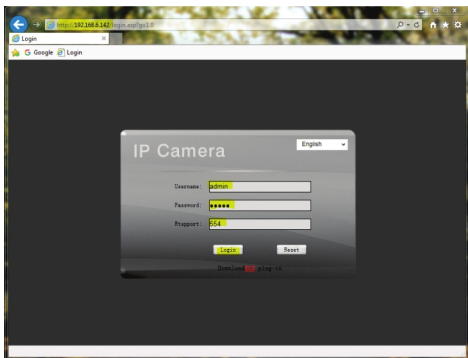 http://192.168.6.142/login.asp?go1.0
Login
Google Login
IP Camera
English
Username: admin
Password: •••••
Rtspport: 554
Login Reset
Download plug-in